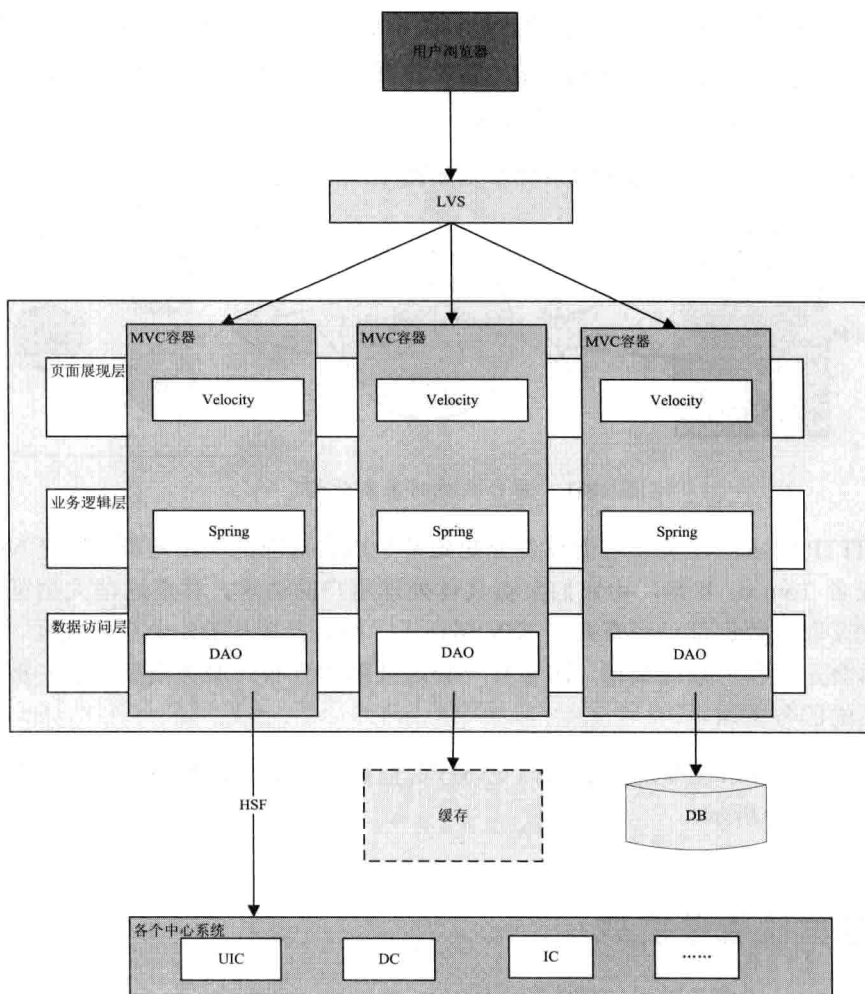 用户浏览器
LVS
MVC容器
MVC容器
MVC容器
页面展现层
Velocity
Velocity
Velocity
业务逻辑层
Spring
Spring
Spring
数据访问层
DAO
DAO
DAO
HSF
缓存
DB
各个中心系统
UIC
DC
IC
……